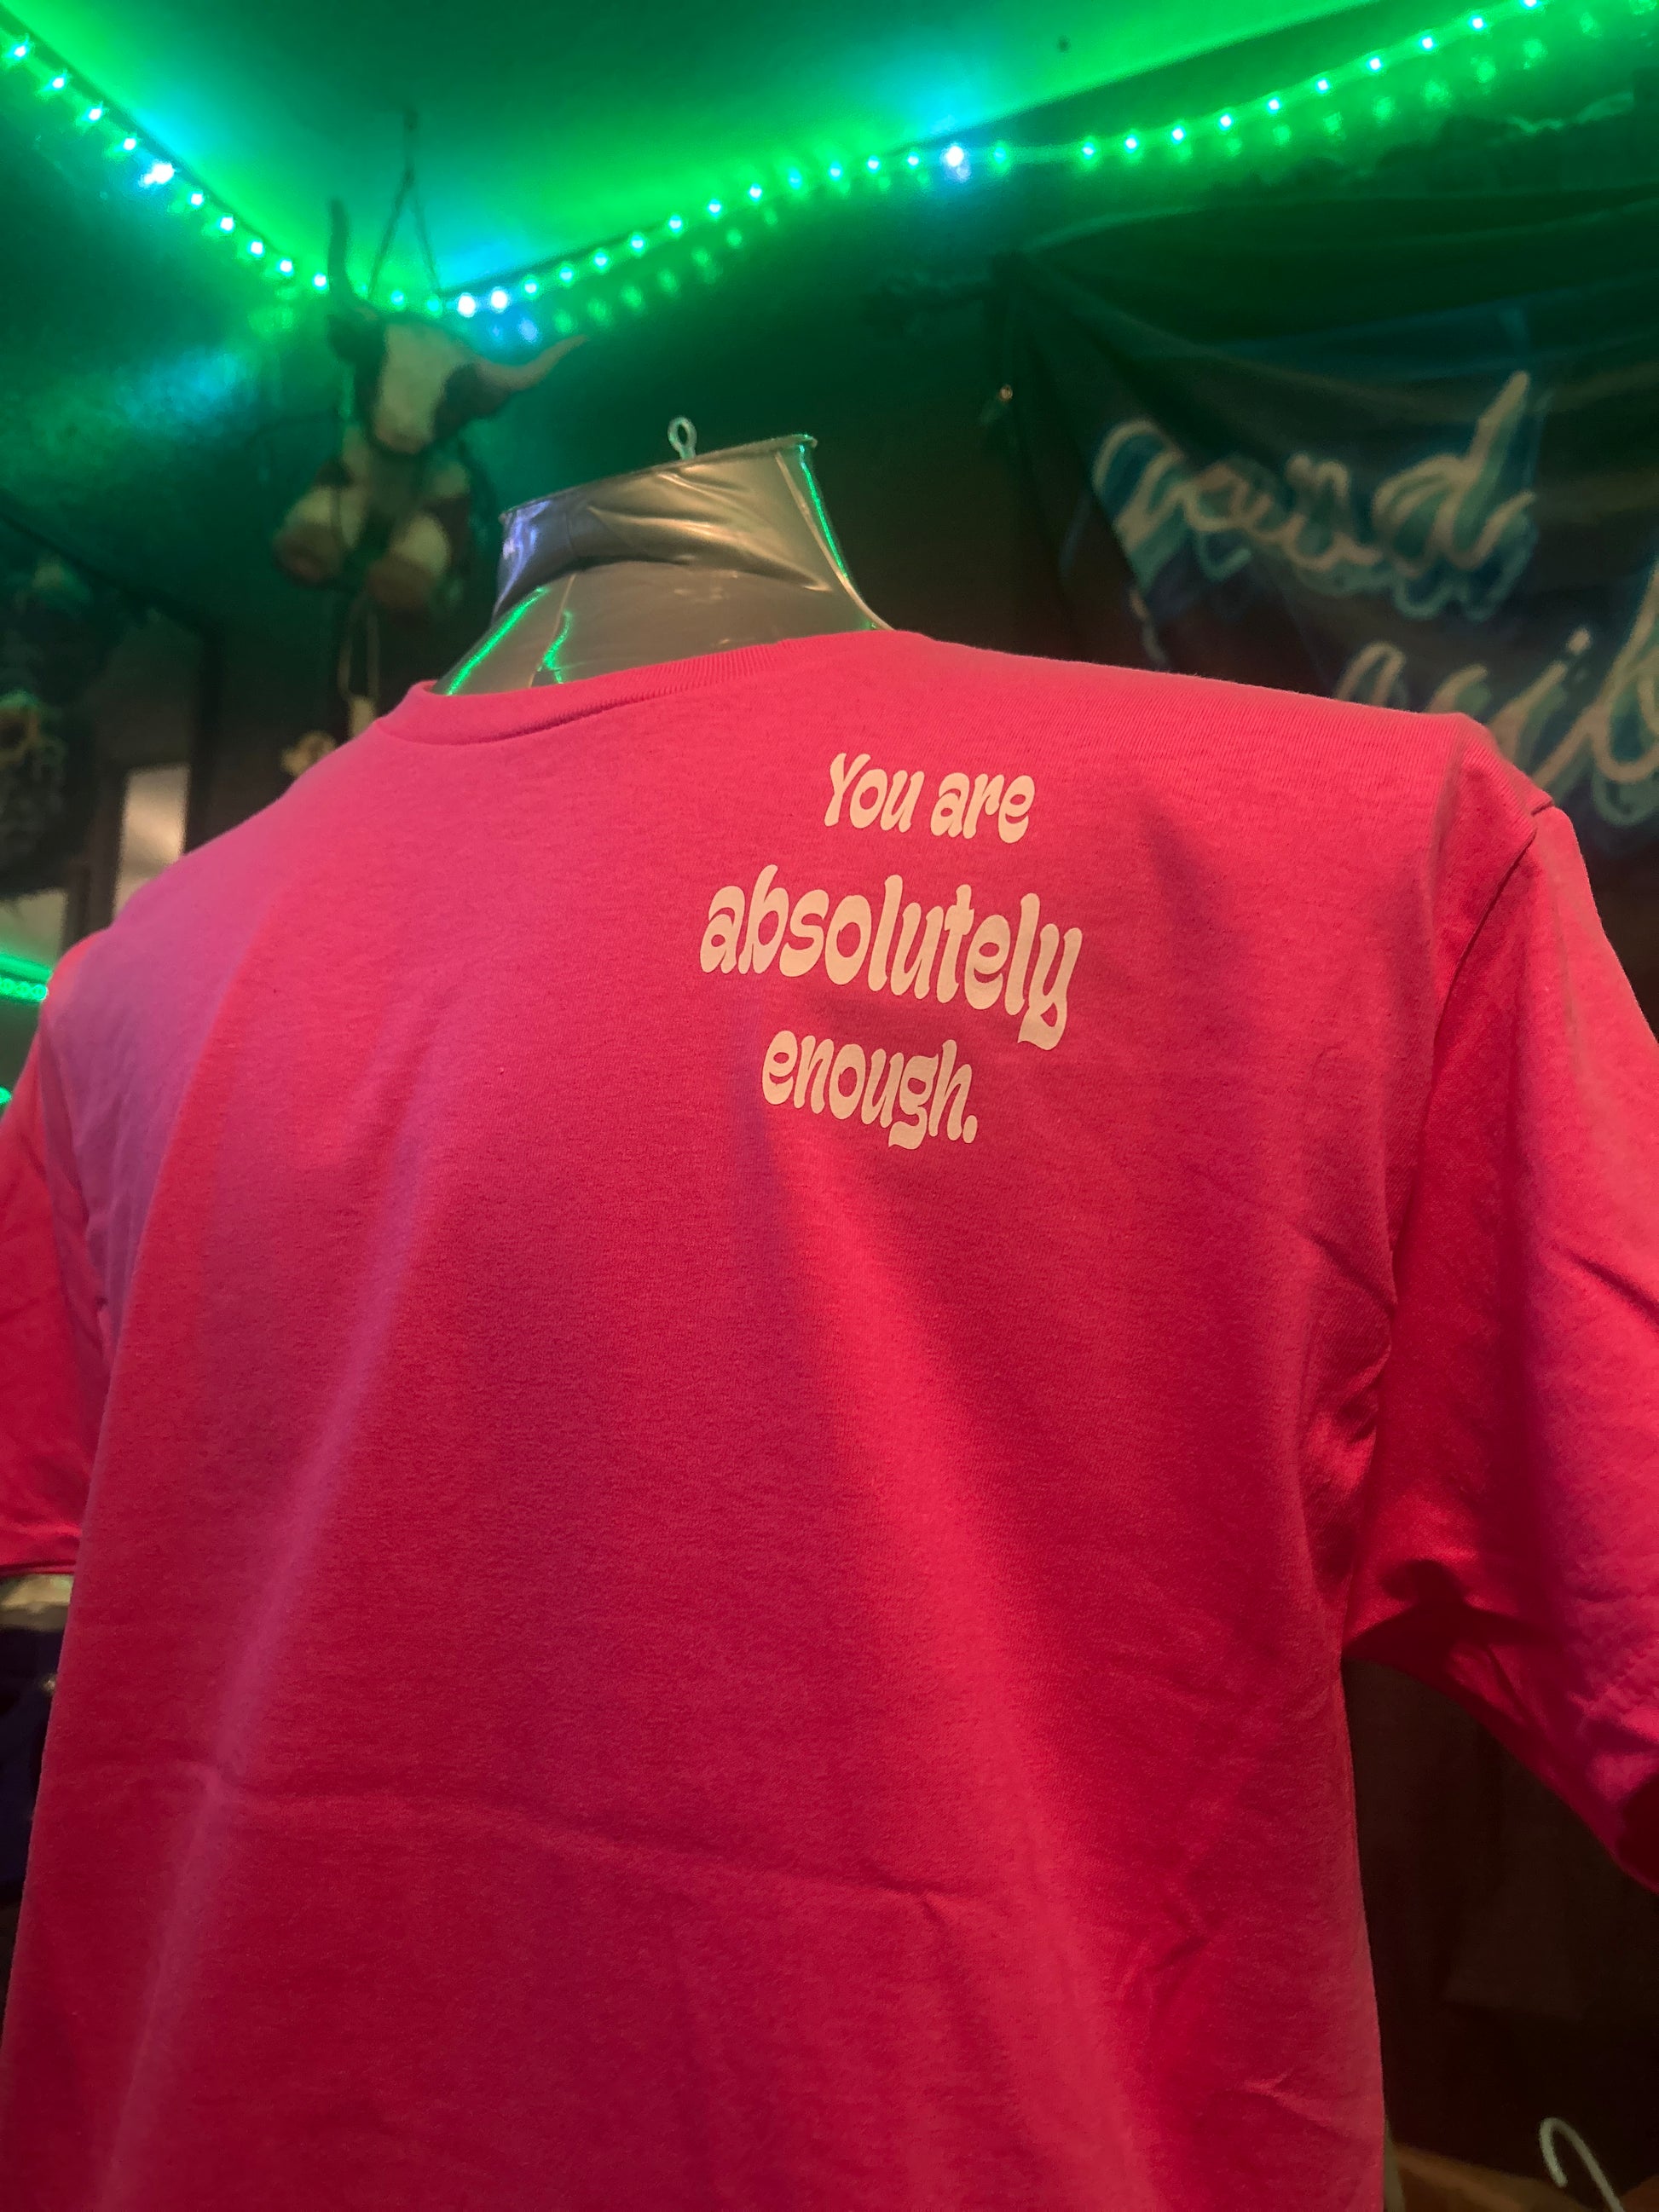 You are
absolutely
enough.